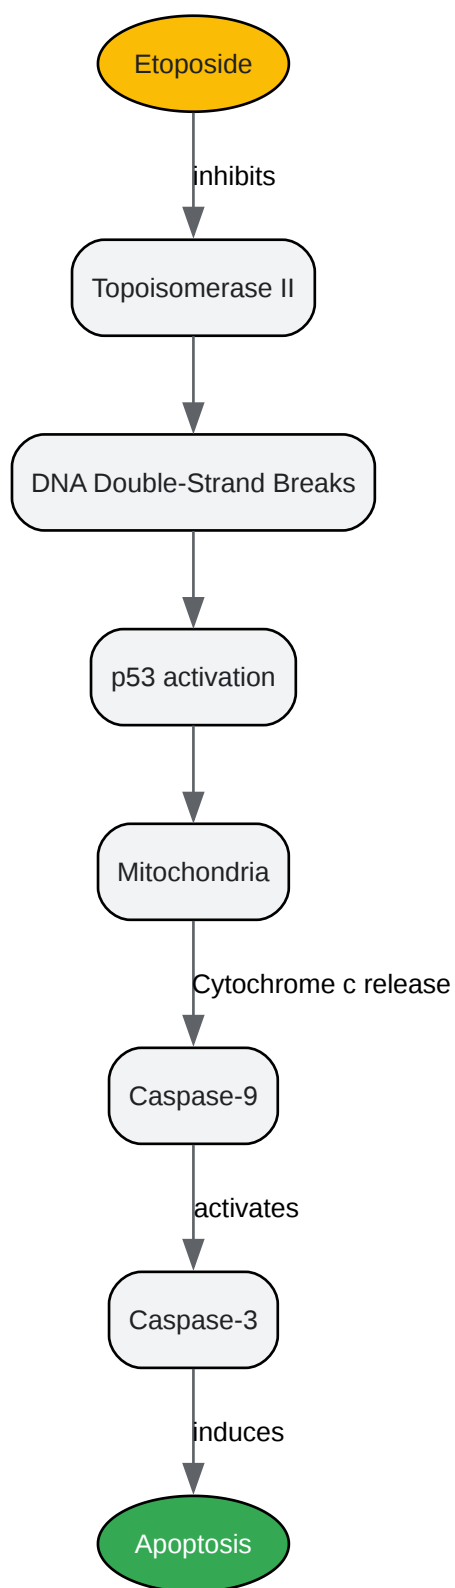 Etoposide
inhibits
Topoisomerase II
DNA Double-Strand Breaks
p53 activation
Mitochondria
Cytochrome c release
Caspase-9
activates
Caspase-3
induces
Apoptosis